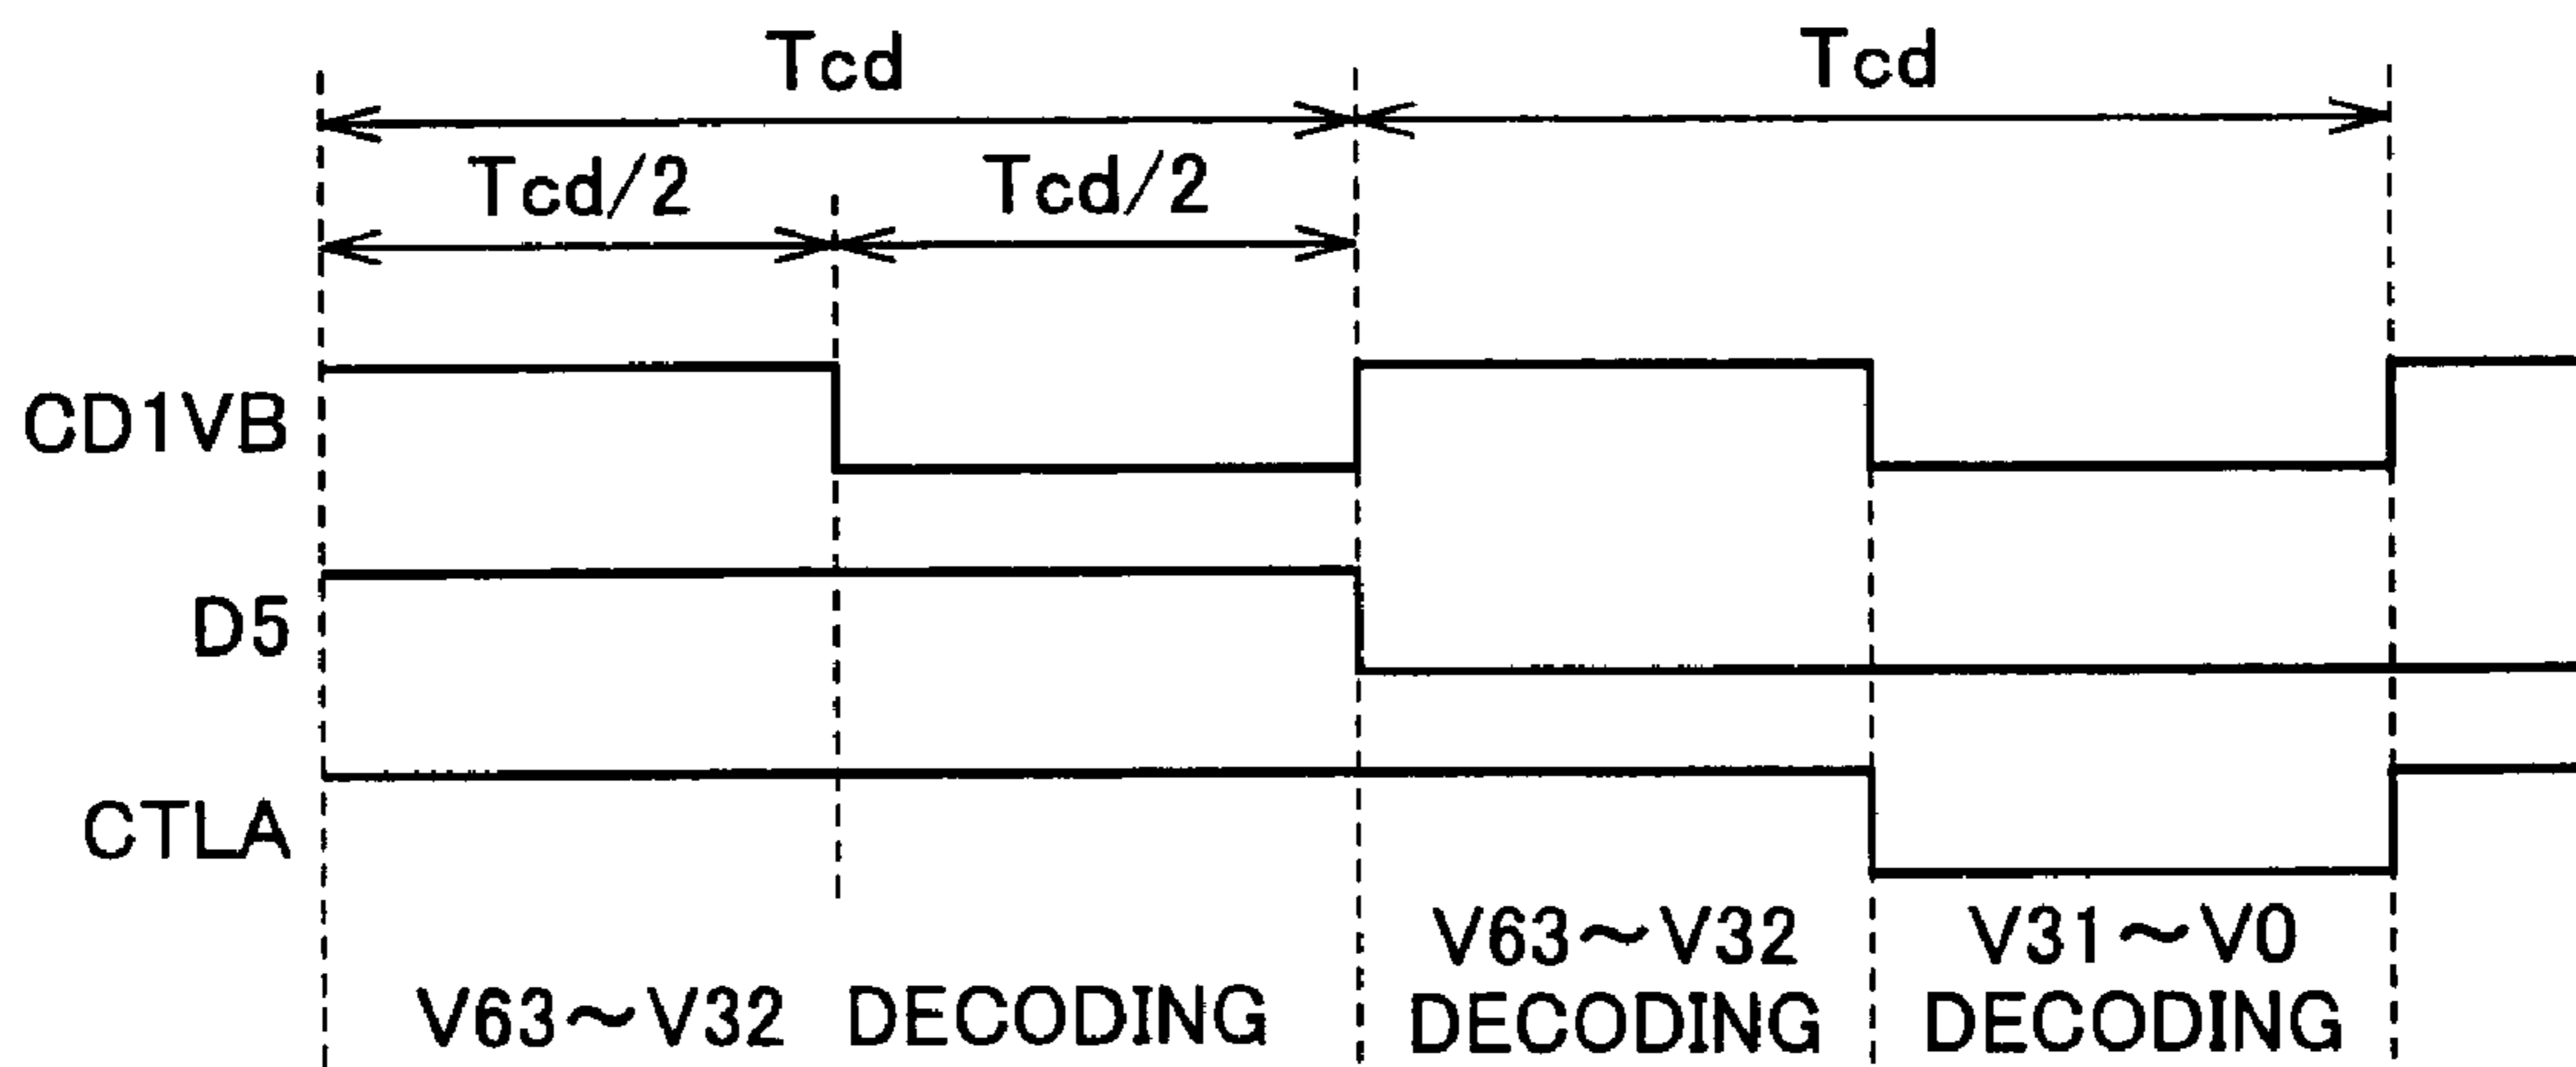 Tcd Tcd
Tcd/2 Tcd/2
CD1VB
D5
CTLA
V63～V32 V31～V0
V63～V32 DECODING DECODING DECODING